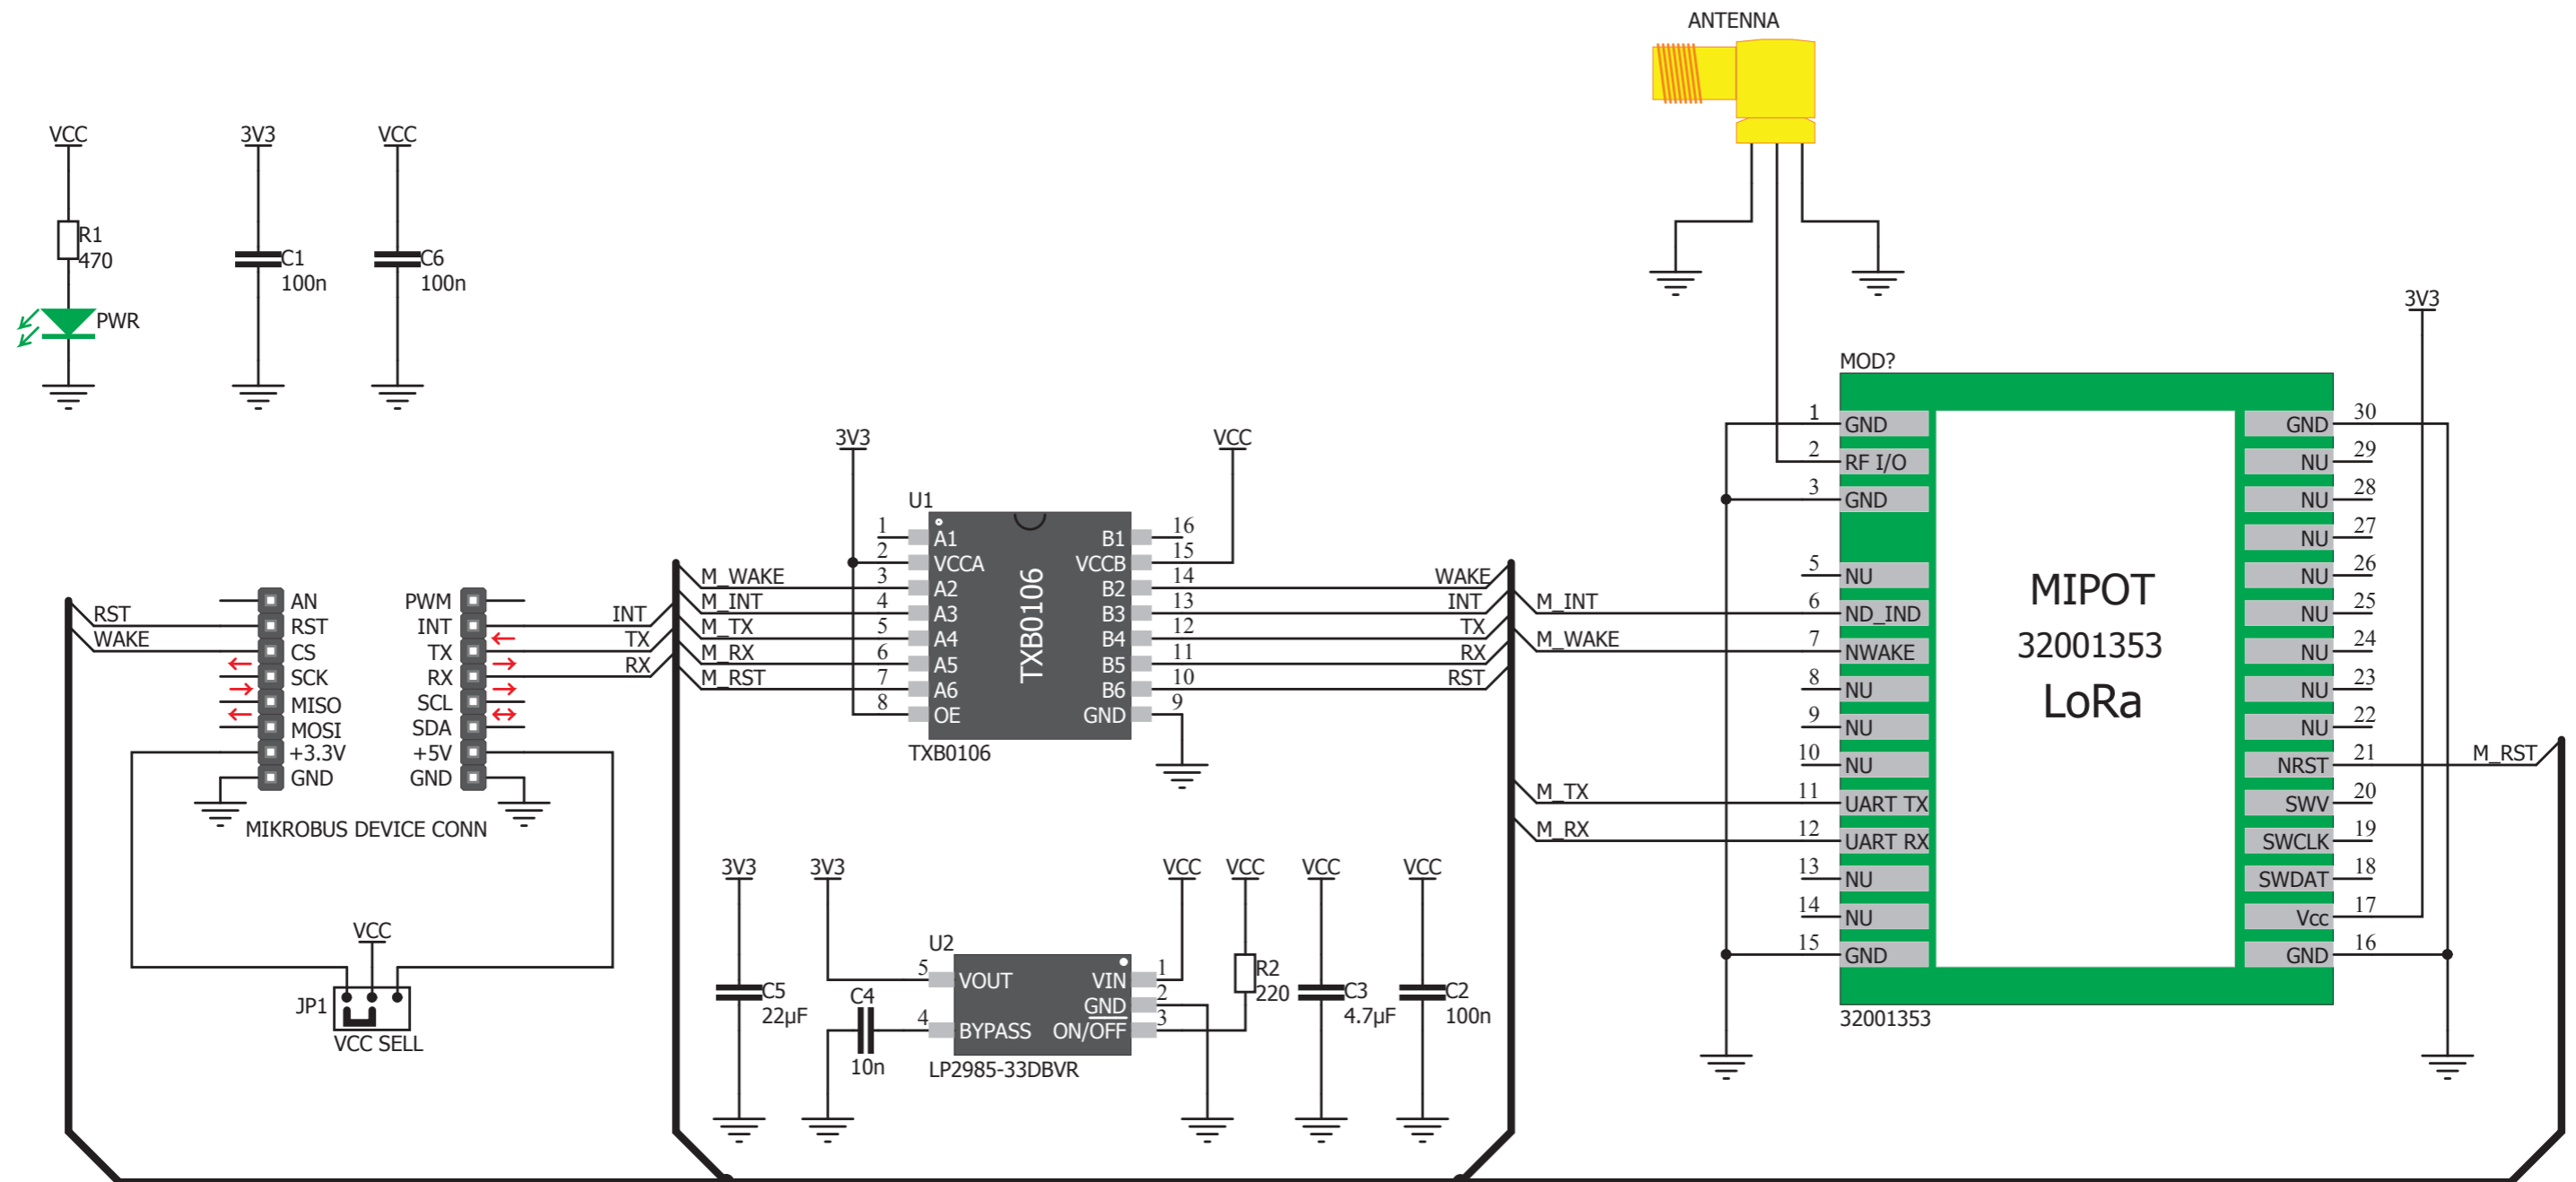 ANTENNA
VCC
R1
470
PWR
3V3
C1
100n
VCC
C6
100n
RST
WAKE
AN
RST
CS
SCK
MISO
MOSI
+3.3V
GND
PWM
INT
TX
RX
SCL
SDA
+5V
GND
INT
TX
RX
MIKROBUS DEVICE CONN
VCC
JP1
VCC SELL
3V3
VCC
U1
1 A1
2 VCCA
M_WAKE 3 A2
M_INT 4 A3
M_TX 5 A4
M_RX 6 A5
M_RST 7 A6
8 OE
TXB0106
B1 16
VCCB 15
B2 14 WAKE
B3 13 INT
B4 12 TX
B5 11 RX
B6 10 RST
GND 9
TXB0106
3V3
C5
22µF
3V3
C4
10n
U2
5 VOUT
4 BYPASS
VIN 1
GND 2
ON/OFF 3
LP2985-33DBVR
VCC
VCC
R2
220
VCC
C3
4.7µF
VCC
C2
100n
3V3
MOD?
1 GND
2 RF I/O
3 GND
5 NU
M_INT 6 ND_IND
M_WAKE 7 NWAKE
8 NU
9 NU
10 NU
M_TX 11 UART TX
M_RX 12 UART RX
13 NU
14 NU
15 GND
MIPOT
32001353
LoRa
GND 30
NU 29
NU 28
NU 27
NU 26
NU 25
NU 24
NU 23
NU 22
NRST 21 M_RST
SWV 20
SWCLK 19
SWDAT 18
Vcc 17
GND 16
32001353